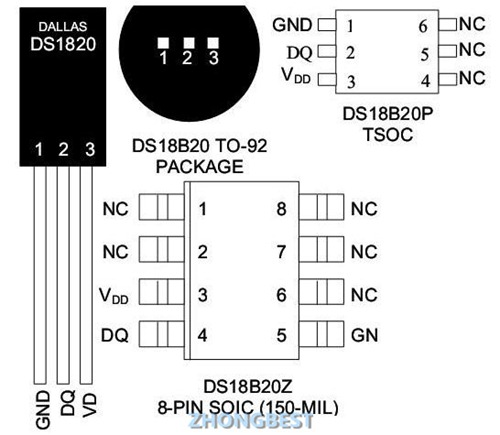 DALLAS
DS1820
1 2 3
GND
DQ
VD
1 2 3
DS18B20 TO-92
PACKAGE
GND 1 6 NC
DQ 2 5 NC
VDD 3 4 NC
DS18B20P
TSOC
NC 1 8 NC
NC 2 7 NC
VDD 3 6 NC
DQ 4 5 GN
DS18B20Z
8-PIN SOIC (150-MIL)
ZHONGBEST